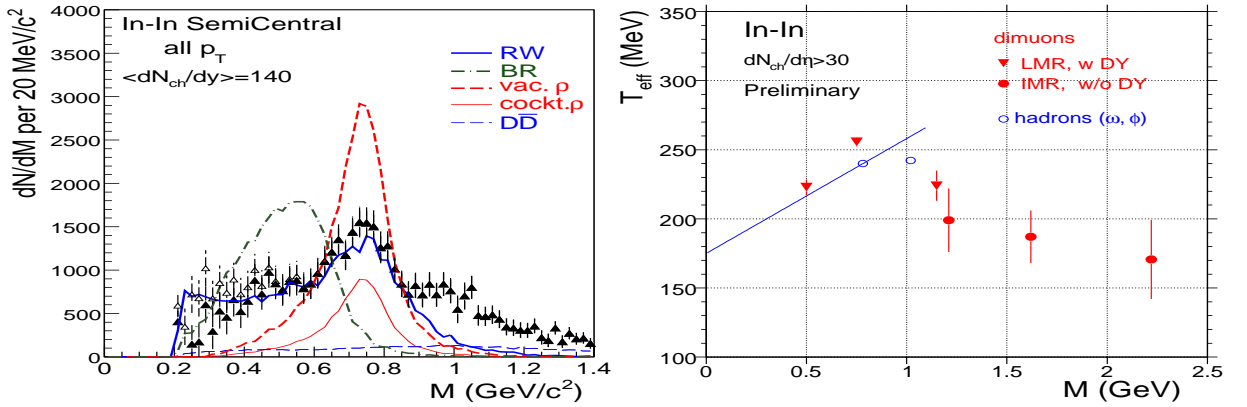 dN/dM per 20 MeV/c²
4000
3500
3000
2500
2000
1500
1000
500
0
In-In SemiCentral
all p_T
<dN_ch/dy>=140
RW
BR
vac. ρ
cockt.ρ
DD̅
0 0.2 0.4 0.6 0.8 1 1.2 1.4
M (GeV/c²)
T_eff (MeV)
350
300
250
200
150
100
In-In
dN_ch/dη>30
Preliminary
dimuons
LMR, w DY
IMR, w/o DY
hadrons (ω, φ)
0 0.5 1 1.5 2 2.5
M (GeV)